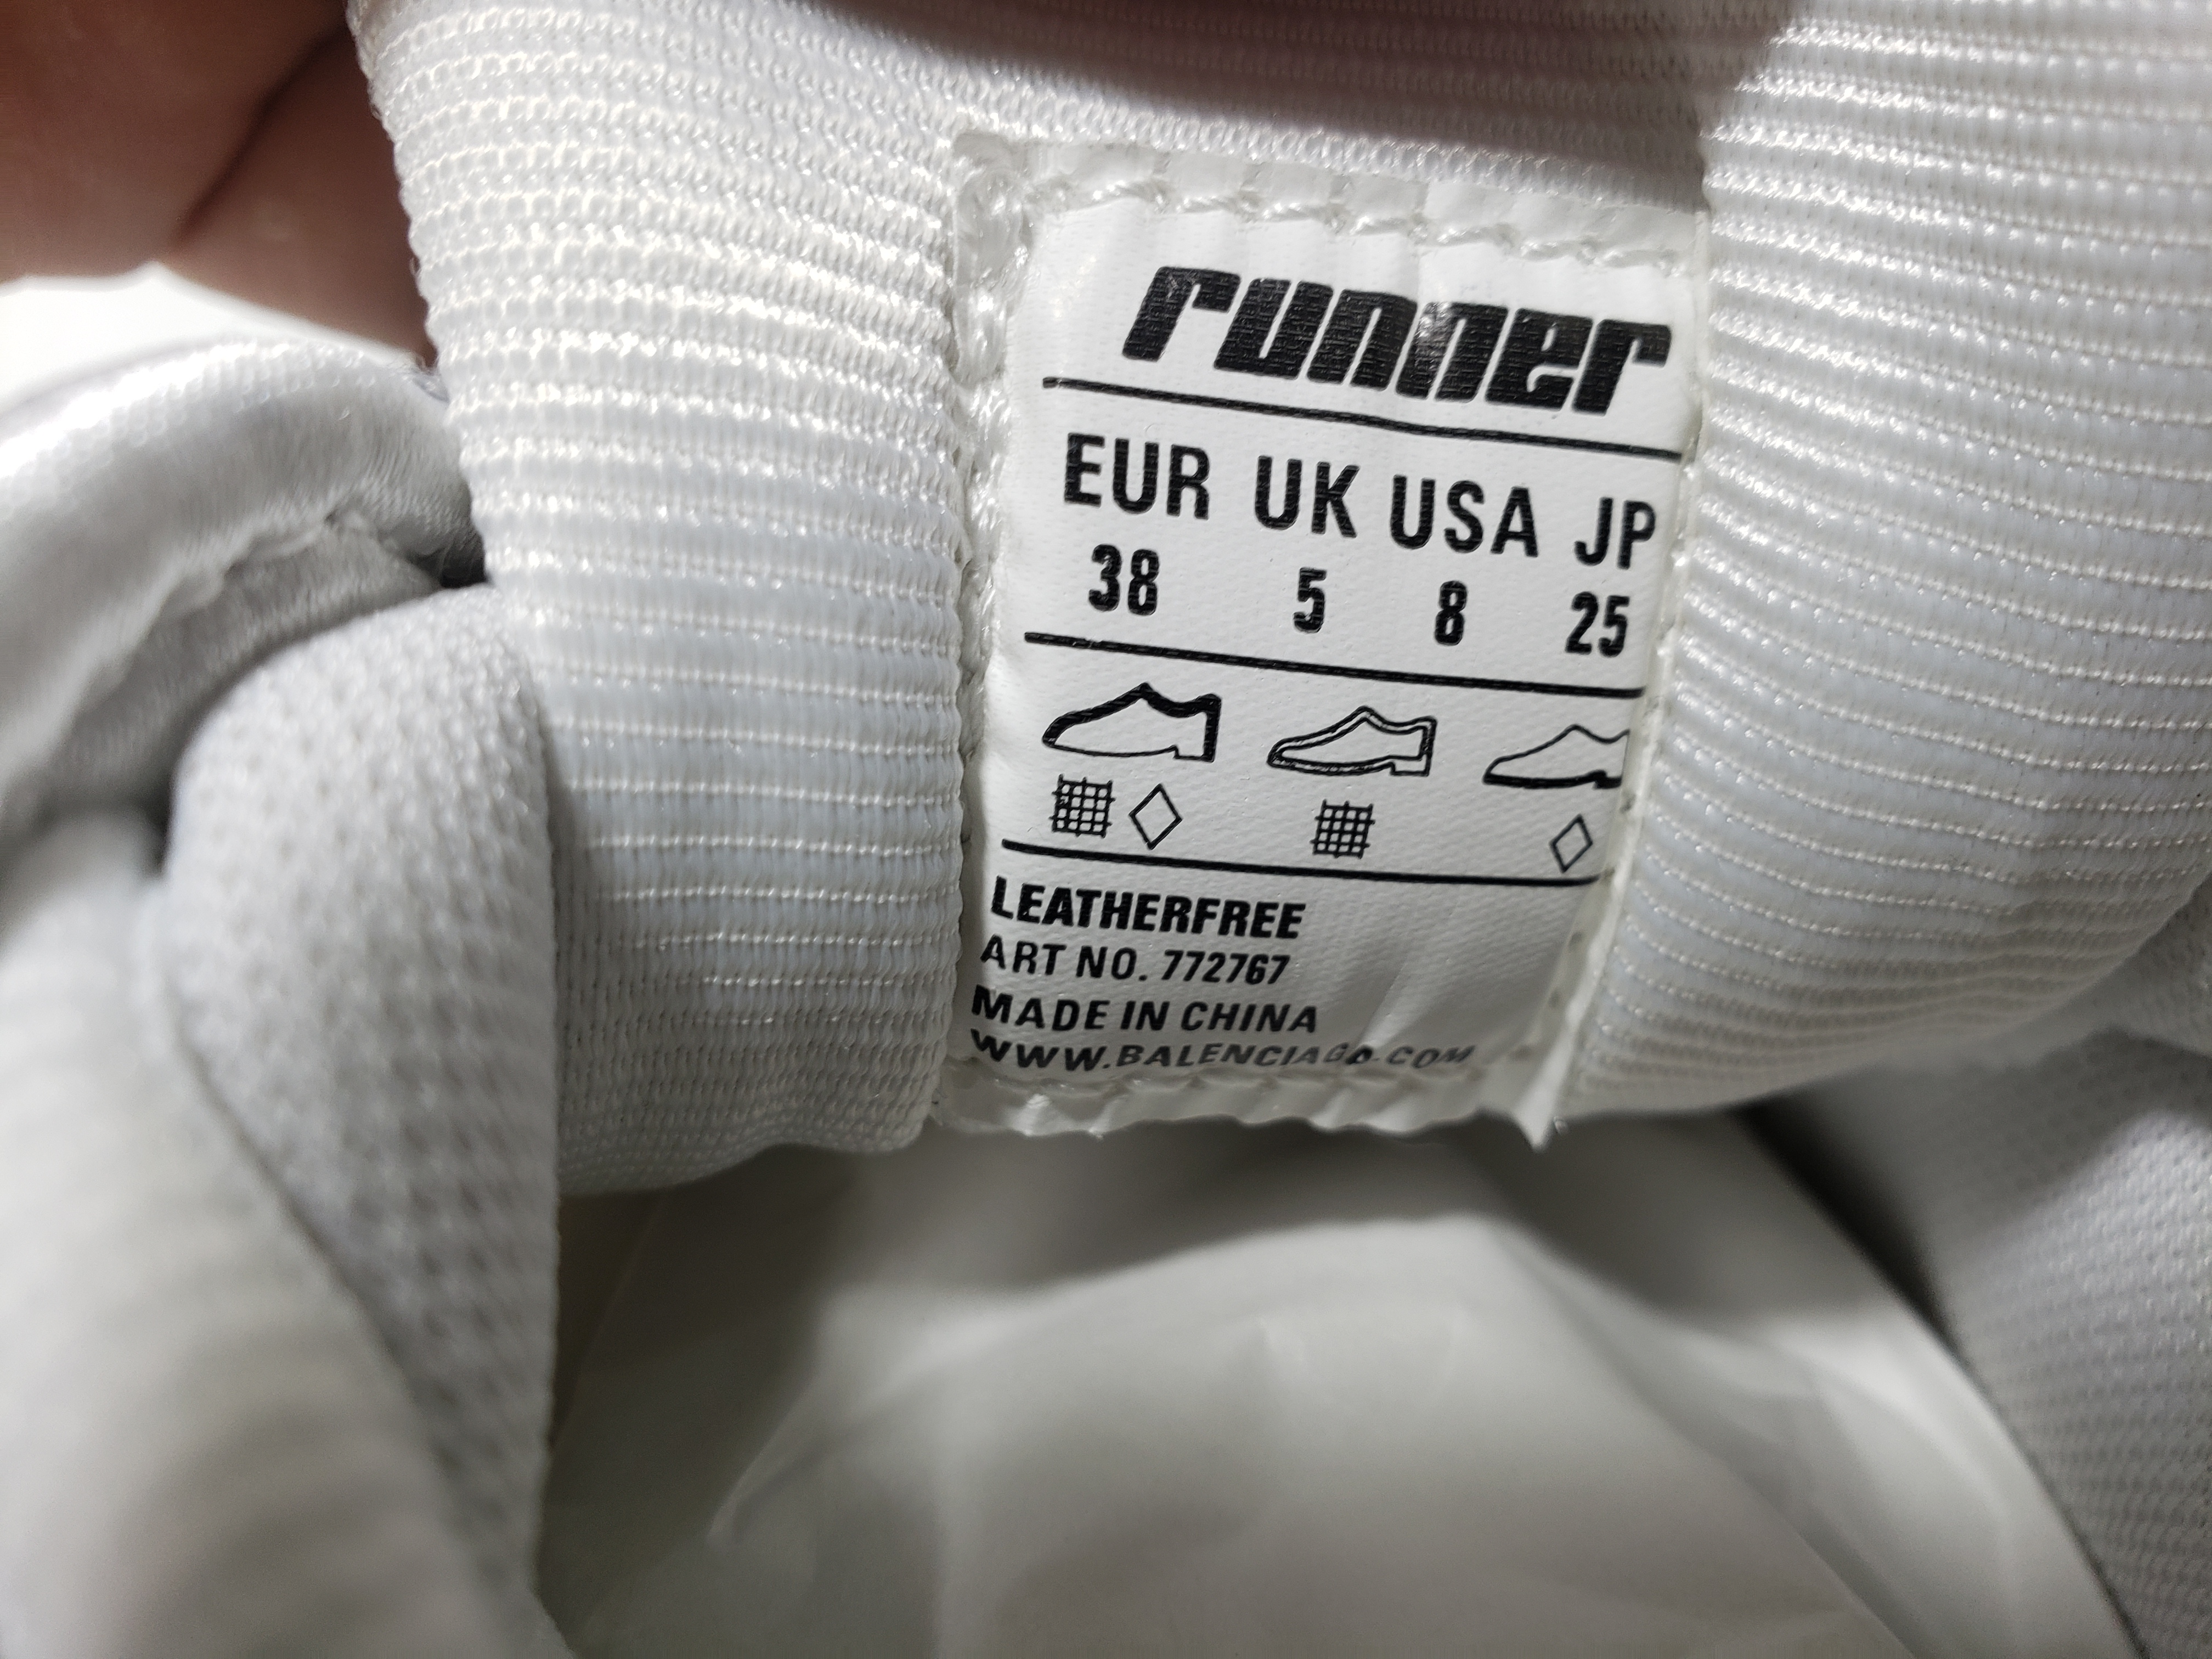 runner
EUR UK USA JP
38 5 8 25
LEATHERFREE
ART NO. 772767
MADE IN CHINA
WWW.BALENCIAGA.COM